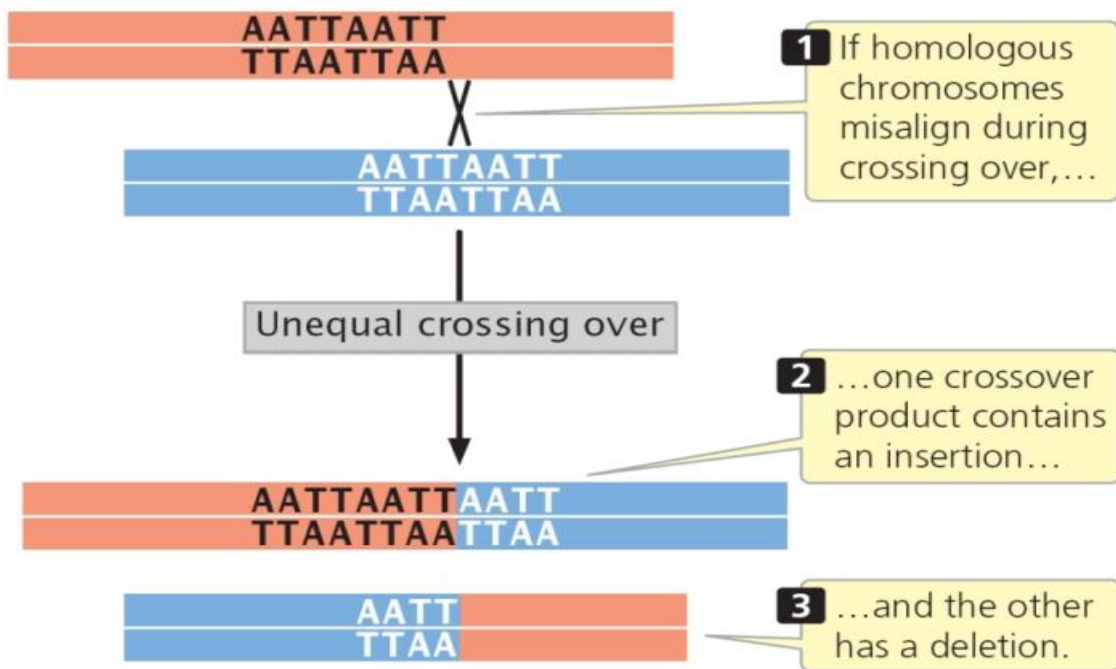 AATTAATT
TTAATTAA
1 If homologous
chromosomes
misalign during
crossing over,...
AATTAATT
TTAATTAA
Unequal crossing over
2 ...one crossover
product contains
an insertion...
AATTAATTAATT
TTAATTAATTAA
AATT
TTAA
3 ...and the other
has a deletion.